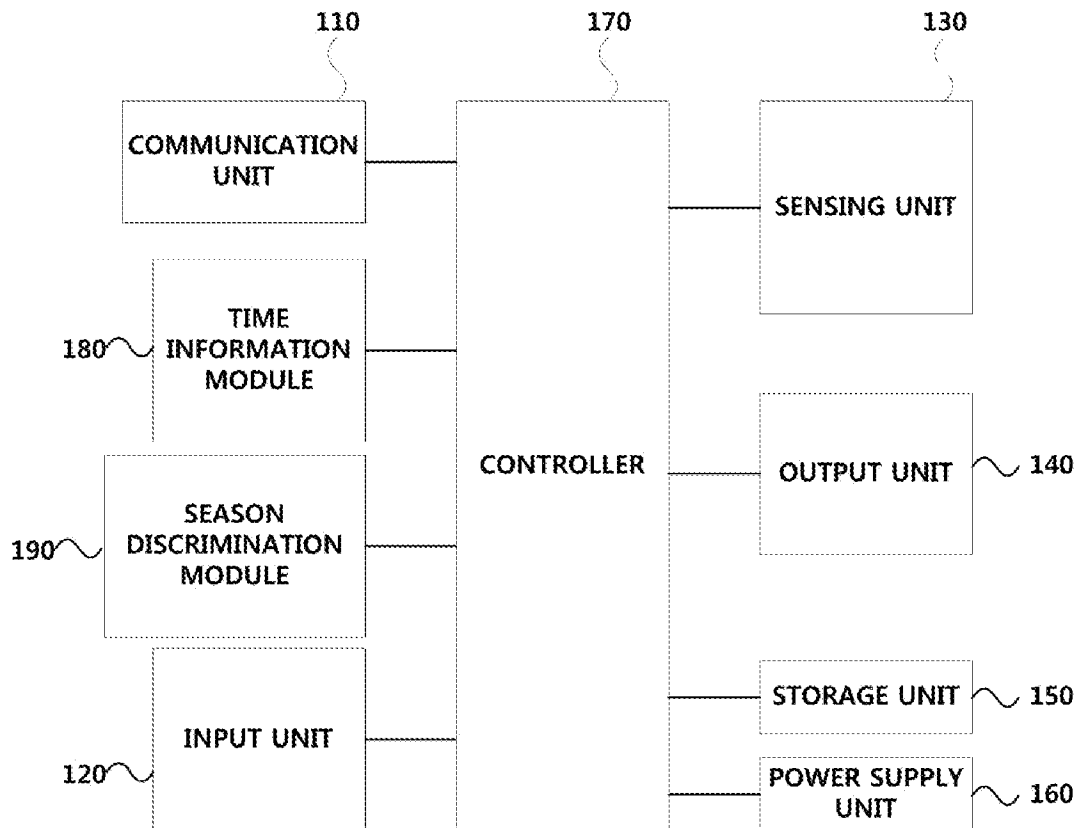 110
170
130
COMMUNICATION
UNIT
SENSING UNIT
TIME
INFORMATION
MODULE
180
CONTROLLER
OUTPUT UNIT
140
SEASON
DISCRIMINATION
MODULE
190
STORAGE UNIT
150
INPUT UNIT
120
POWER SUPPLY
UNIT
160